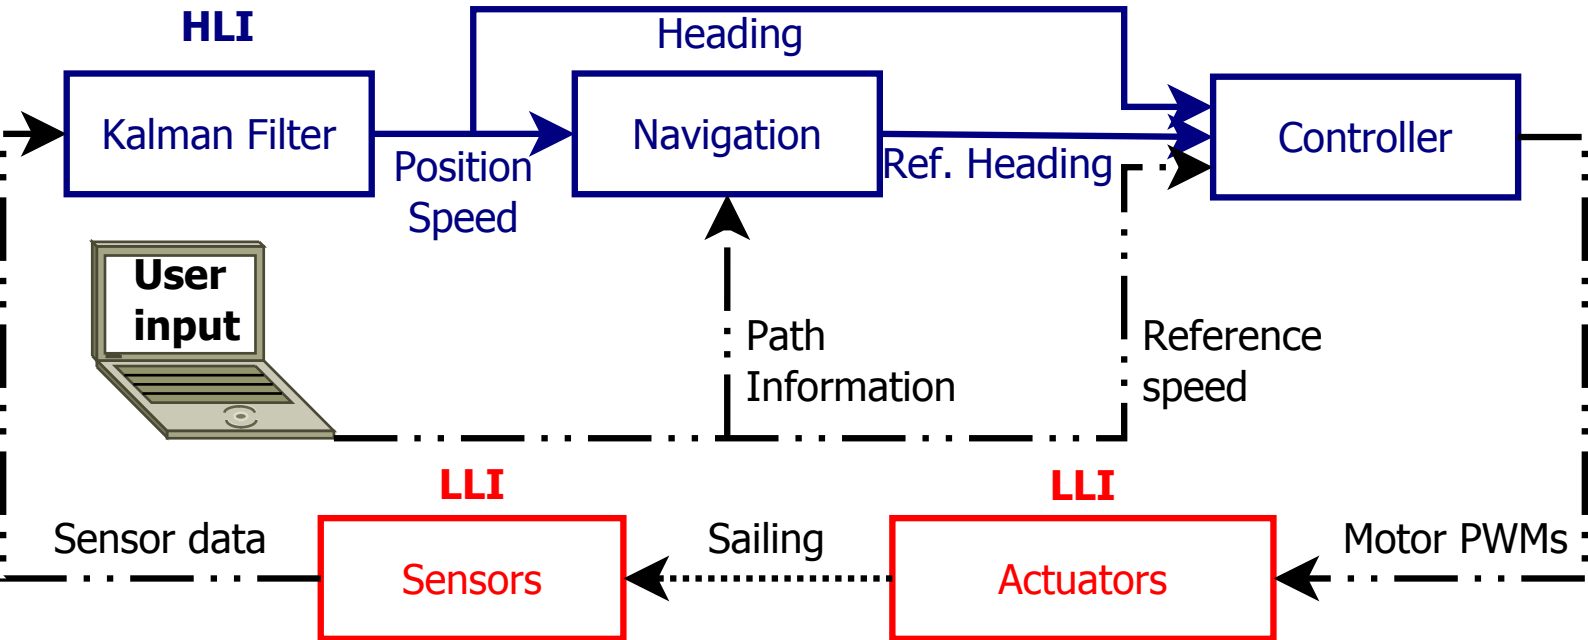 HLI
Heading
Kalman Filter
Navigation
Controller
Position
Speed
Ref. Heading
User
input
Path
Information
Reference
speed
LLI
LLI
Sensor data
Sailing
Motor PWMs
Sensors
Actuators